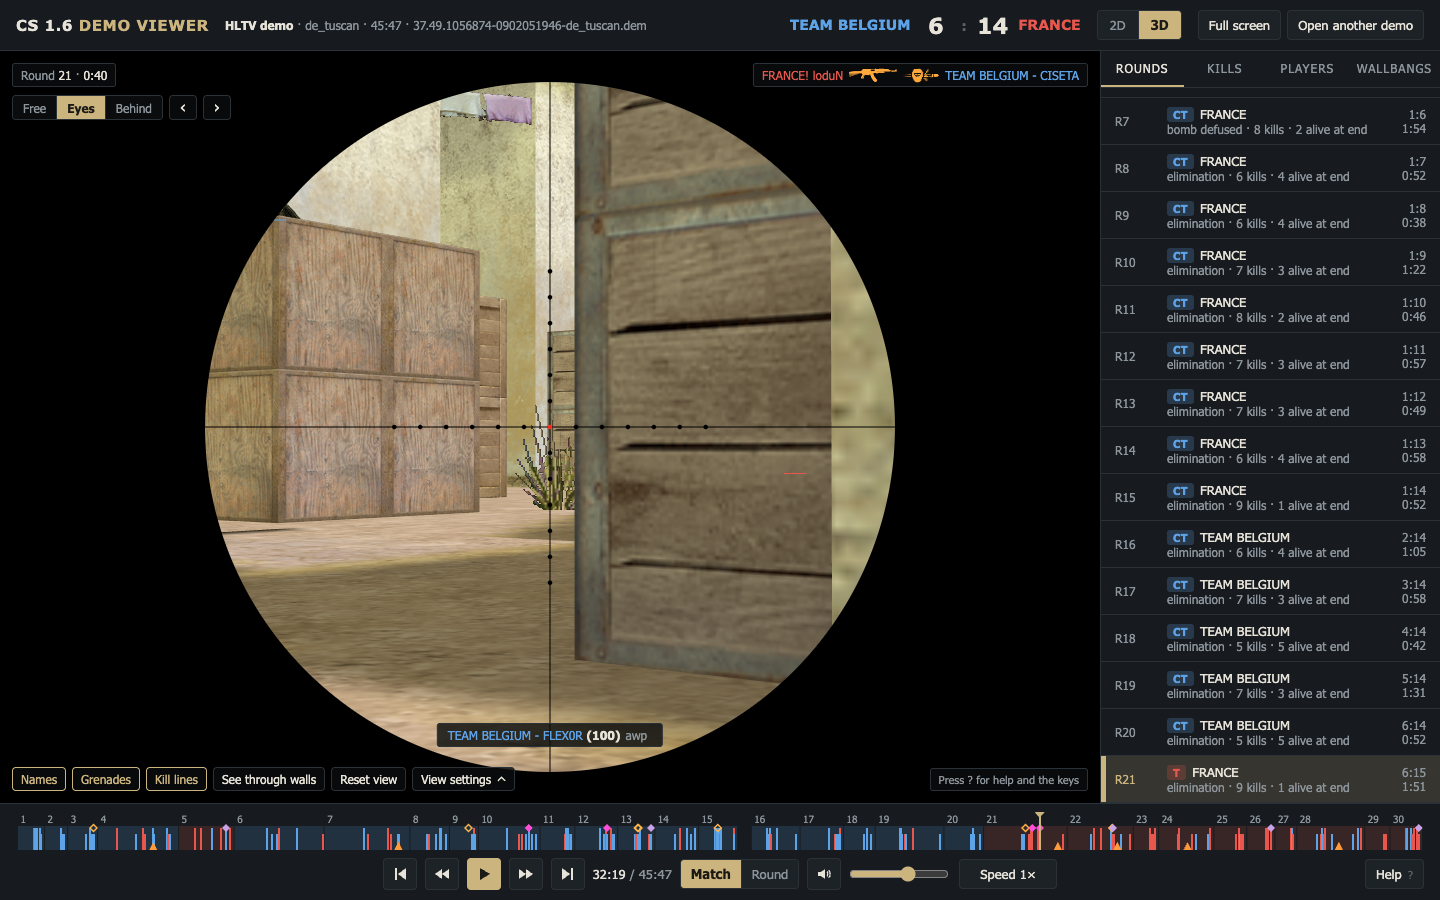 CS 1.6 DEMO VIEWER
HLTV demo · de_tuscan · 45:47 · 37.49.1056874-0902051946-de_tuscan.dem
TEAM BELGIUM 6 : 14 FRANCE
2D 3D
Full screen
Open another demo
Round 21 · 0:40
Free Eyes Behind < >
FRANCE! loduN TEAM BELGIUM - CISETA
ROUNDS KILLS PLAYERS WALLBANGS
R7 CT FRANCE 1:6
bomb defused · 8 kills · 2 alive at end 1:54
R8 CT FRANCE 1:7
elimination · 6 kills · 4 alive at end 0:52
R9 CT FRANCE 1:8
elimination · 6 kills · 4 alive at end 0:38
R10 CT FRANCE 1:9
elimination · 7 kills · 3 alive at end 1:22
R11 CT FRANCE 1:10
elimination · 8 kills · 2 alive at end 0:46
R12 CT FRANCE 1:11
elimination · 7 kills · 3 alive at end 0:57
R13 CT FRANCE 1:12
elimination · 7 kills · 3 alive at end 0:49
R14 CT FRANCE 1:13
elimination · 6 kills · 4 alive at end 0:58
R15 CT FRANCE 1:14
elimination · 9 kills · 1 alive at end 0:52
R16 CT TEAM BELGIUM 2:14
elimination · 6 kills · 4 alive at end 1:05
R17 CT TEAM BELGIUM 3:14
elimination · 7 kills · 3 alive at end 0:58
R18 CT TEAM BELGIUM 4:14
elimination · 5 kills · 5 alive at end 0:42
R19 CT TEAM BELGIUM 5:14
elimination · 7 kills · 3 alive at end 1:31
R20 CT TEAM BELGIUM 6:14
elimination · 5 kills · 5 alive at end 0:52
R21 T FRANCE 6:15
elimination · 9 kills · 1 alive at end 1:51
TEAM BELGIUM - FLEX0R (100) awp
Names Grenades Kill lines See through walls Reset view View settings
Press ? for help and the keys
1 2 3 4 5 6 7 8 9 10 11 12 13 14 15 16 17 18 19 20 21 22 23 24 25 26 27 28 29 30
32:19 / 45:47
Match Round
Speed 1×
Help ?